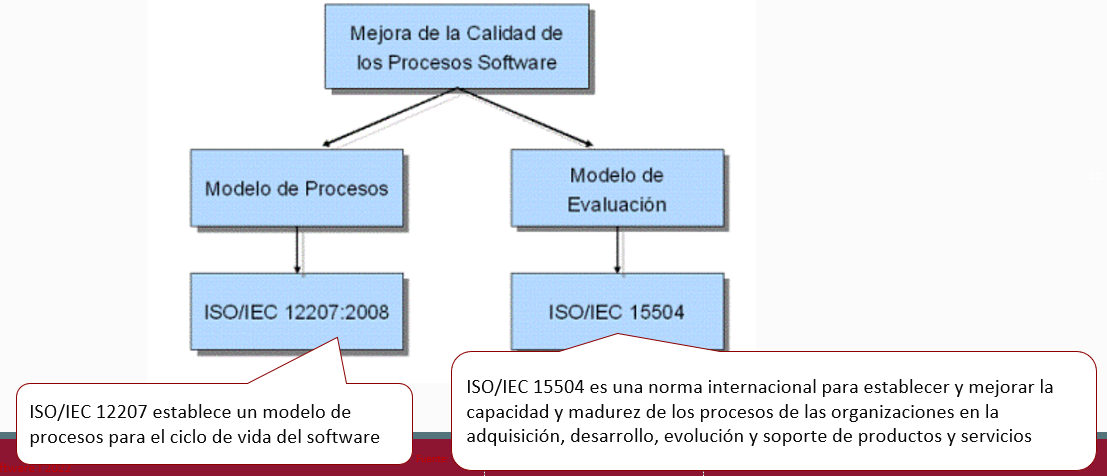 Mejora de la Calidad de
los Procesos Software
Modelo de Procesos
Modelo de
Evaluación
ISO/IEC 12207:2008
ISO/IEC 15504
ISO/IEC 12207 establece un modelo de
procesos para el ciclo de vida del software
ISO/IEC 15504 es una norma internacional para establecer y mejorar la
capacidad y madurez de los procesos de las organizaciones en la
adquisición, desarrollo, evolución y soporte de productos y servicios